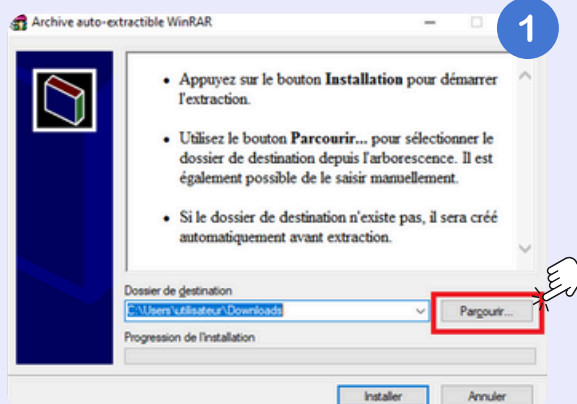 Archive auto-extractible WinRAR
1
• Appuyez sur le bouton Installation pour démarrer
l'extraction.
• Utilisez le bouton Parcourir... pour sélectionner le
dossier de destination depuis l'arborescence. Il est
également possible de le saisir manuellement.
• Si le dossier de destination n'existe pas, il sera créé
automatiquement avant extraction.
Dossier de destination
C:\Users\utilisateur\Downloads
Parcourir...
Progression de l'installation
Installer Annuler